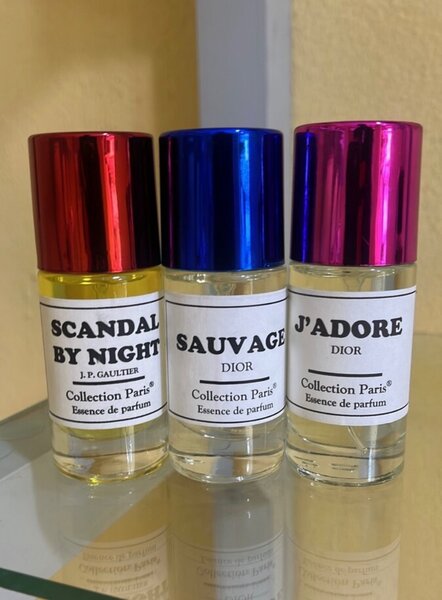 SCANDAL
BY NIGHT
J. P. GAULTIER
Collection Paris®
Essence de parfum
SAUVAGE
DIOR
Collection Paris®
Essence de parfum
J'ADORE
DIOR
Collection Paris®
Essence de parfum